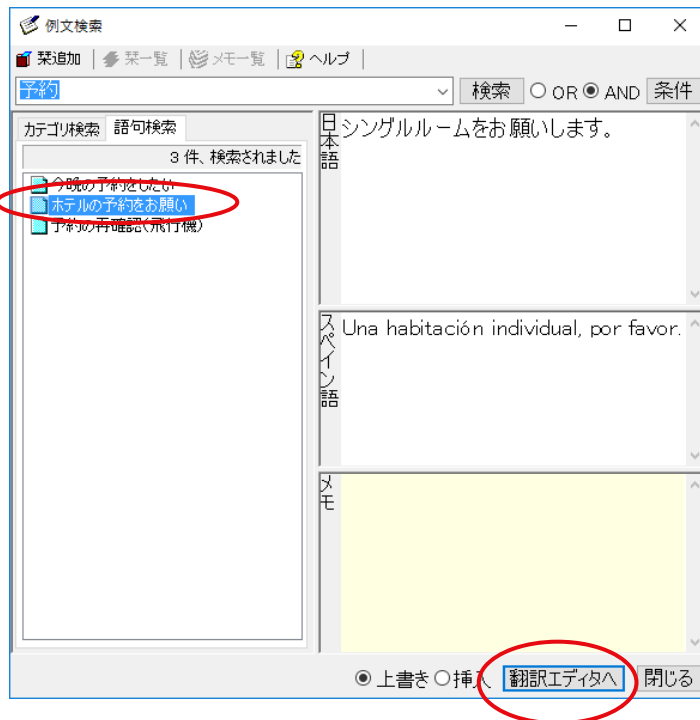 例文検索
栞追加 栞一覧 メモ一覧 ヘルプ
予約 検索 OR AND 条件
カテゴリ検索 語句検索
3 件、検索されました
今晩の予約をしたい
ホテルの予約をお願い
予約の再確認(飛行機)
日本語
シングルルームをお願いします。
スペイン語
Una habitación individual, por favor.
メモ
上書き 挿入 翻訳エディタへ 閉じる